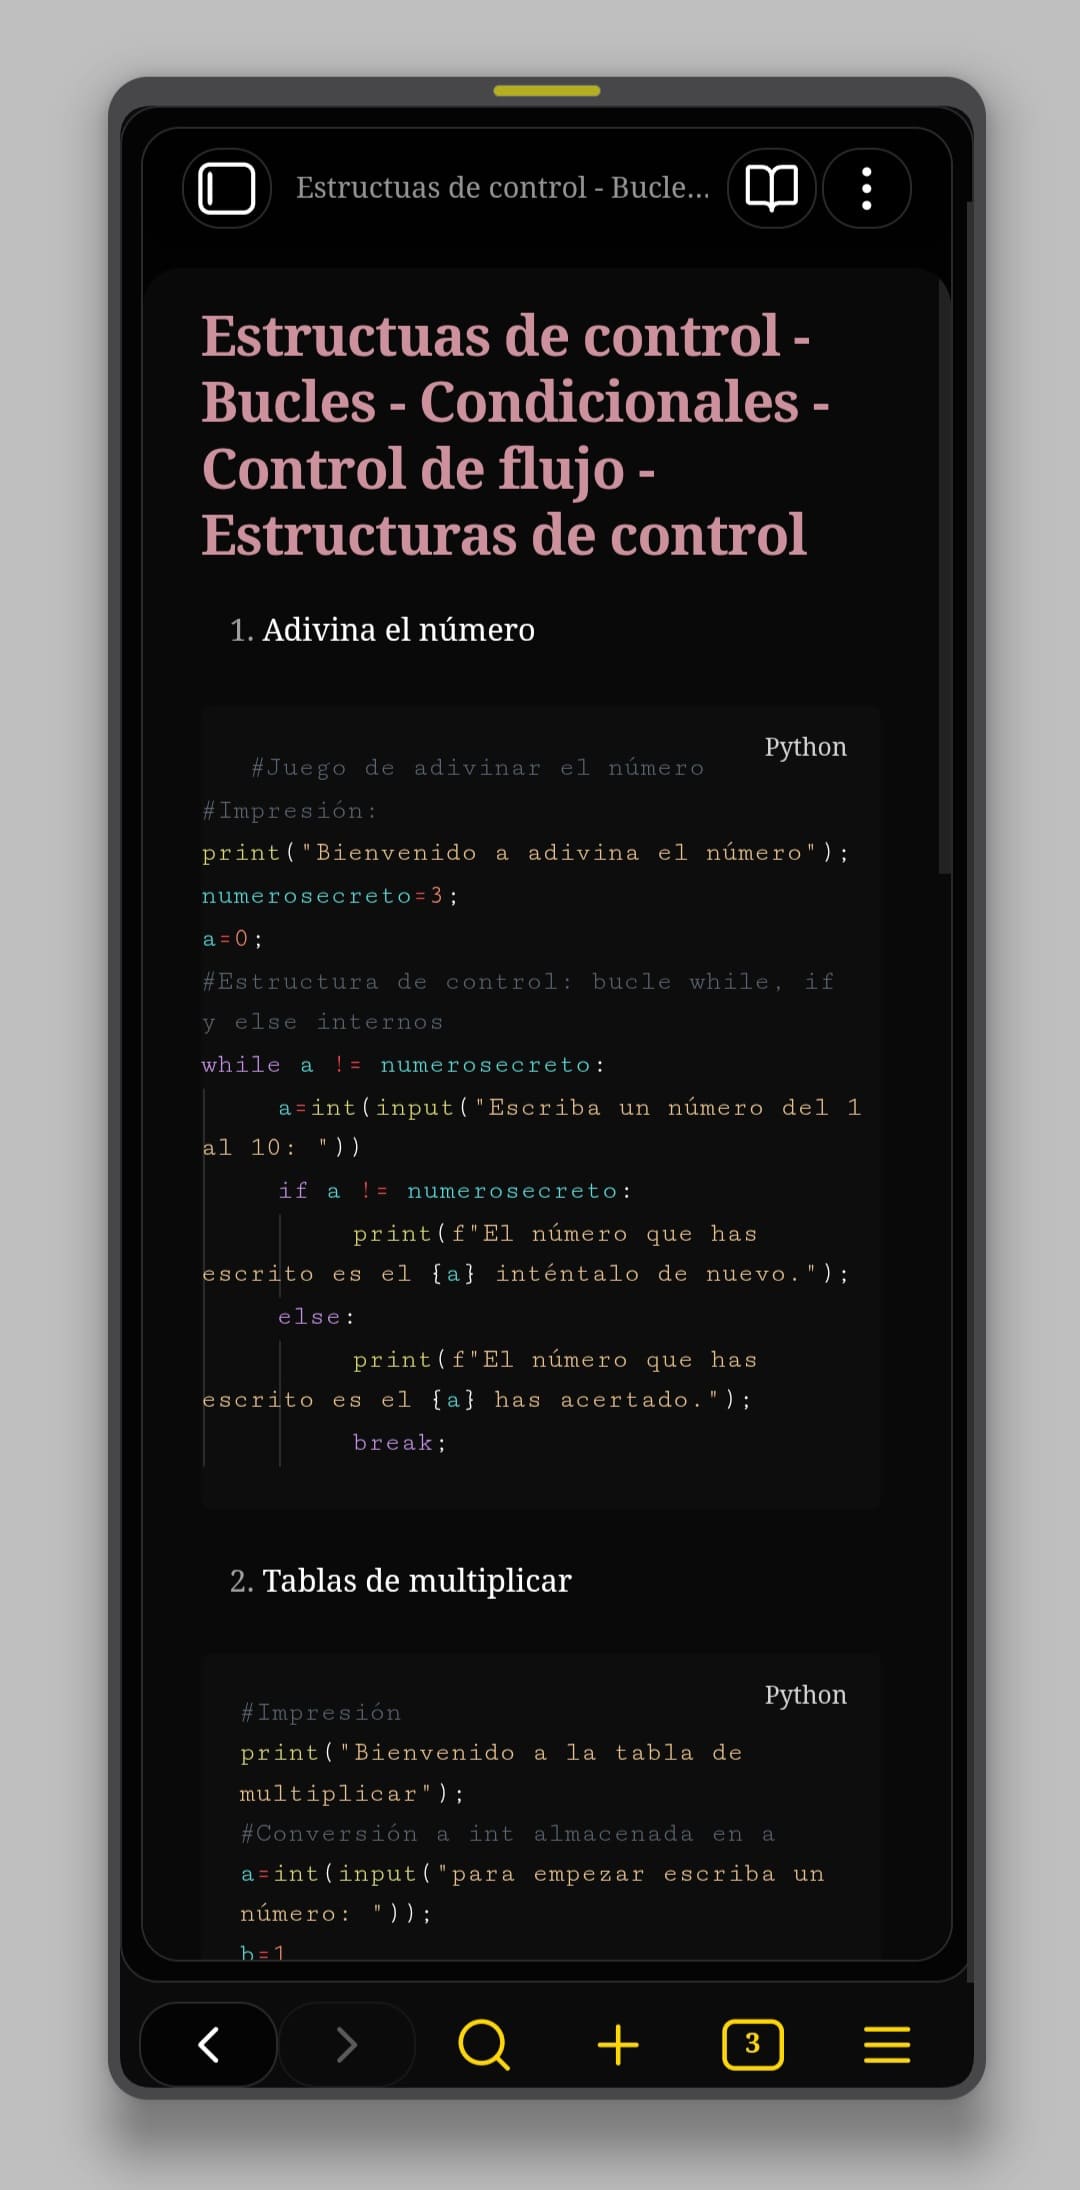 Estructuas de control - Bucle...
Estructuas de control -
Bucles - Condicionales -
Control de flujo -
Estructuras de control
1. Adivina el número
Python
#Juego de adivinar el número
#Impresión:
print("Bienvenido a adivina el número");
numerosecreto=3;
a=0;
#Estructura de control: bucle while, if
y else internos
while a != numerosecreto:
a=int(input("Escriba un número del 1
al 10: "))
if a != numerosecreto:
print(f"El número que has
escrito es el {a} inténtalo de nuevo.");
else:
print(f"El número que has
escrito es el {a} has acertado.");
break;
2. Tablas de multiplicar
Python
#Impresión
print("Bienvenido a la tabla de
multiplicar");
#Conversión a int almacenada en a
a=int(input("para empezar escriba un
número: "));
b=1
3